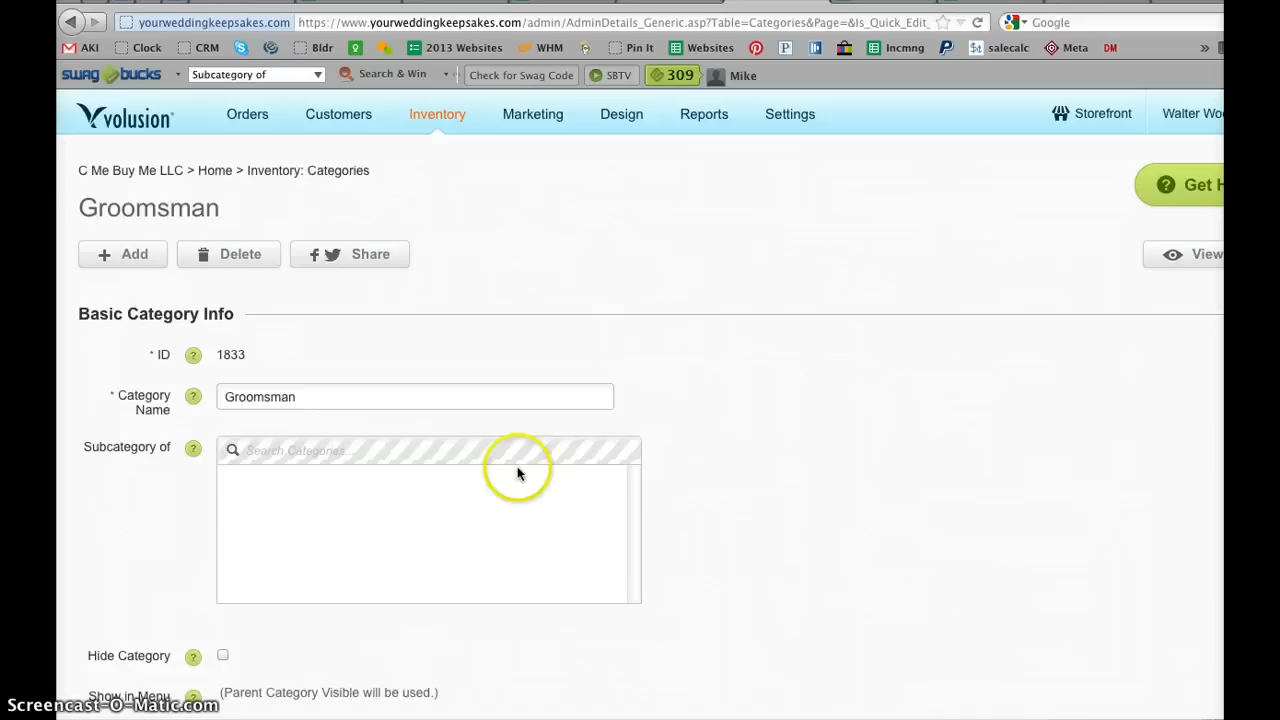 yourweddingkeepsakes.com https://www.yourweddingkeepsakes.com/admin/AdminDetails_Generic.asp?Table=Categories&Page=&Is_Quick_Edit_ Google
AKI Clock CRM Bldr 2013 Websites WHM Pin It Websites Incmng salecalc Meta DM »
swagbucks Subcategory of Search & Win Check for Swag Code SBTV 309 Mike
Volusion Orders Customers Inventory Marketing Design Reports Settings Storefront Walter Woo
C Me Buy Me LLC > Home > Inventory: Categories
Get H
Groomsman
+ Add Delete Share View
Basic Category Info
* ID ? 1833
* Category Name ? Groomsman
Subcategory of ? Search Categories...
Hide Category ?
Show in Menu ? (Parent Category Visible will be used.)
Screencast-O-Matic.com